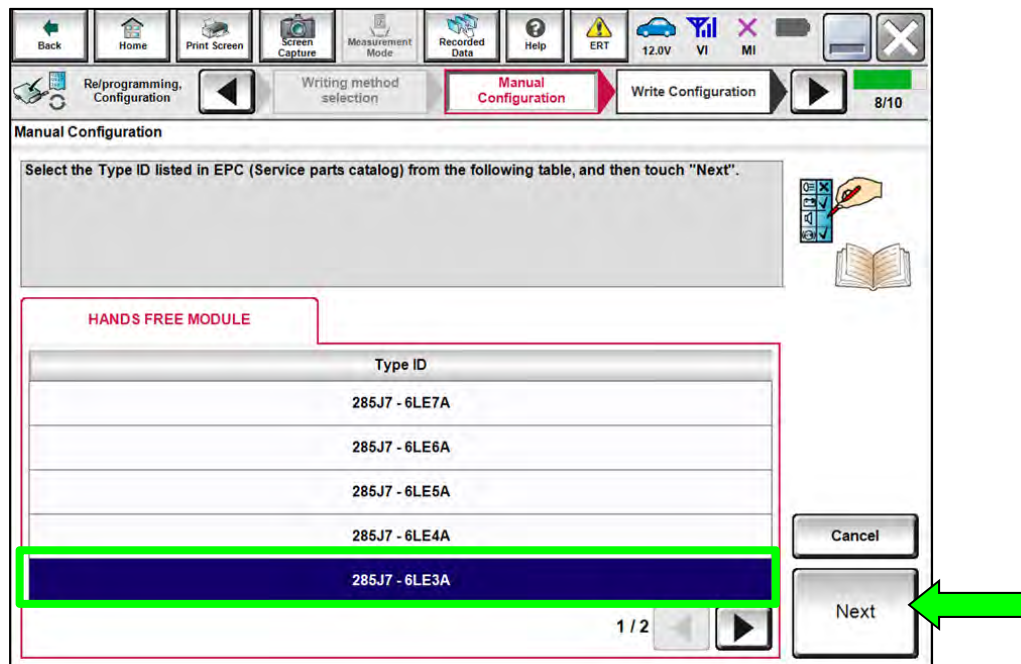 Back
Home
Print Screen
Screen
Capture
Measurement
Mode
Recorded
Data
Help
ERT
12.0V
VI
MI
Re/programming,
Configuration
Writing method
selection
Manual
Configuration
Write Configuration
8/10
Manual Configuration
Select the Type ID listed in EPC (Service parts catalog) from the following table, and then touch "Next".
HANDS FREE MODULE
Type ID
285J7 - 6LE7A
285J7 - 6LE6A
285J7 - 6LE5A
285J7 - 6LE4A
285J7 - 6LE3A
1 / 2
Cancel
Next